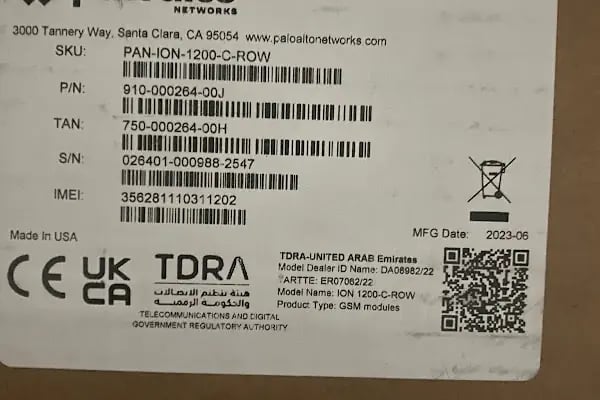 NETWORKS
3000 Tannery Way, Santa Clara, CA 95054 www.paloaltonetworks.com
SKU: PAN-ION-1200-C-ROW
P/N: 910-000264-00J
TAN: 750-000264-00H
S/N: 026401-000988-2547
IMEI: 356281110311202
Made In USA
MFG Date: 2023-06
CE UK CA
TDRA
هيئة تنظيم الاتصالات
والحكومة الرقمية
TELECOMMUNICATIONS AND DIGITAL
GOVERNMENT REGULATORY AUTHORITY
TDRA-UNITED ARAB Emirates
Model Dealer ID Name: DA08982/22
ARTTE: ER07062/22
Model Name: ION 1200-C-ROW
Product Type: GSM modules